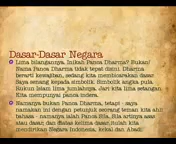 Dasar-Dasar Negara
Lima bilangannya. Inikah Panca Dharma? Bukan!
Nama Panca Dharma tidak tepat disini. Dharma
berarti kewajiban, sedang kita membicarakan dasar.
Saya senang kepada simbolik. Simbolik angka pula.
Rukun Islam lima jumlahnya. Jari kita lima setangan.
Kita mempunyai panca indera.
Namanya bukan Panca Dharma, tetapi - saya
namakan ini dengan petunjuk seorang teman kita ahli
bahasa - namanya ialah Panca Sila. Sila artinya asas
atau dasar, dan diatas kelima dasar itulah kita
mendirikan Negara Indonesia, kekal dan Abadi